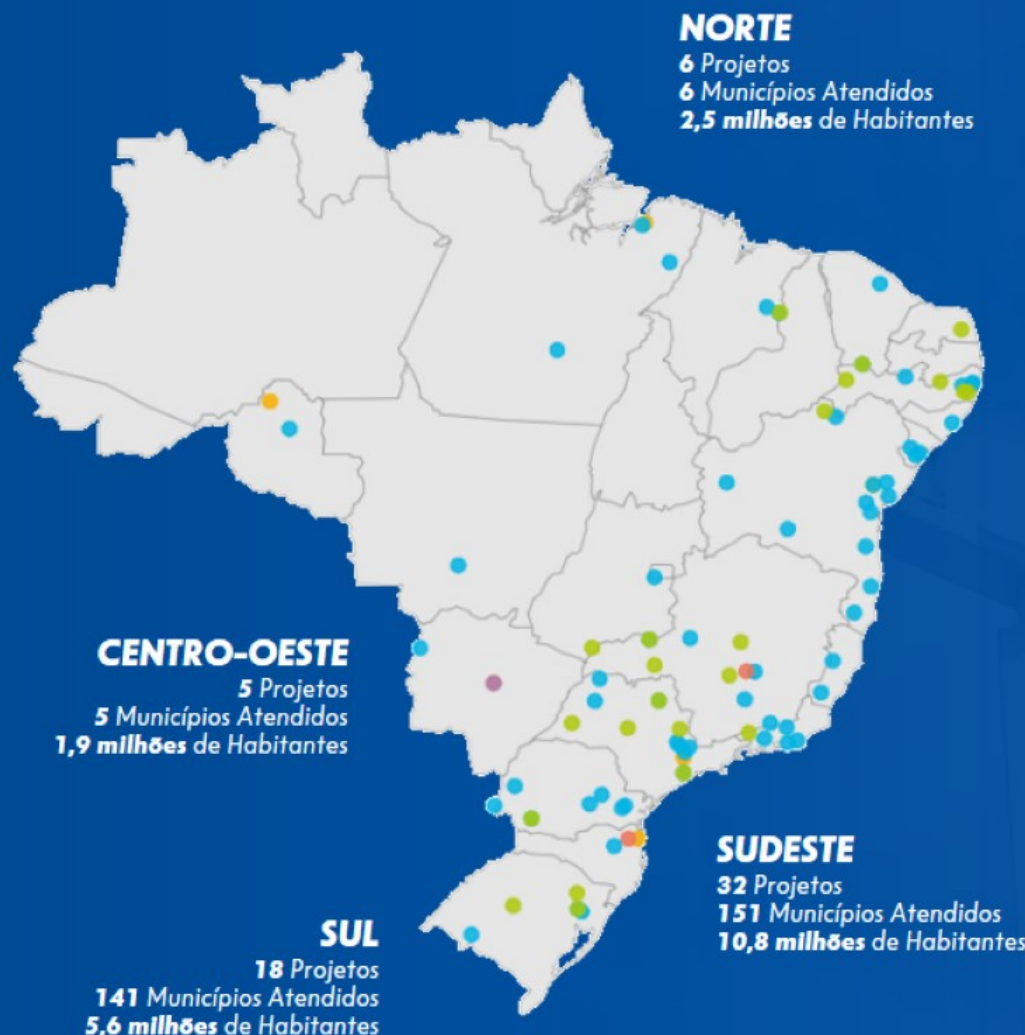 NORTE
6 Projetos
6 Municípios Atendidos
2,5 milhões de Habitantes
CENTRO-OESTE
5 Projetos
5 Municípios Atendidos
1,9 milhões de Habitantes
SUDESTE
32 Projetos
151 Municípios Atendidos
10,8 milhões de Habitantes
SUL
18 Projetos
141 Municípios Atendidos
5,6 milhões de Habitantes